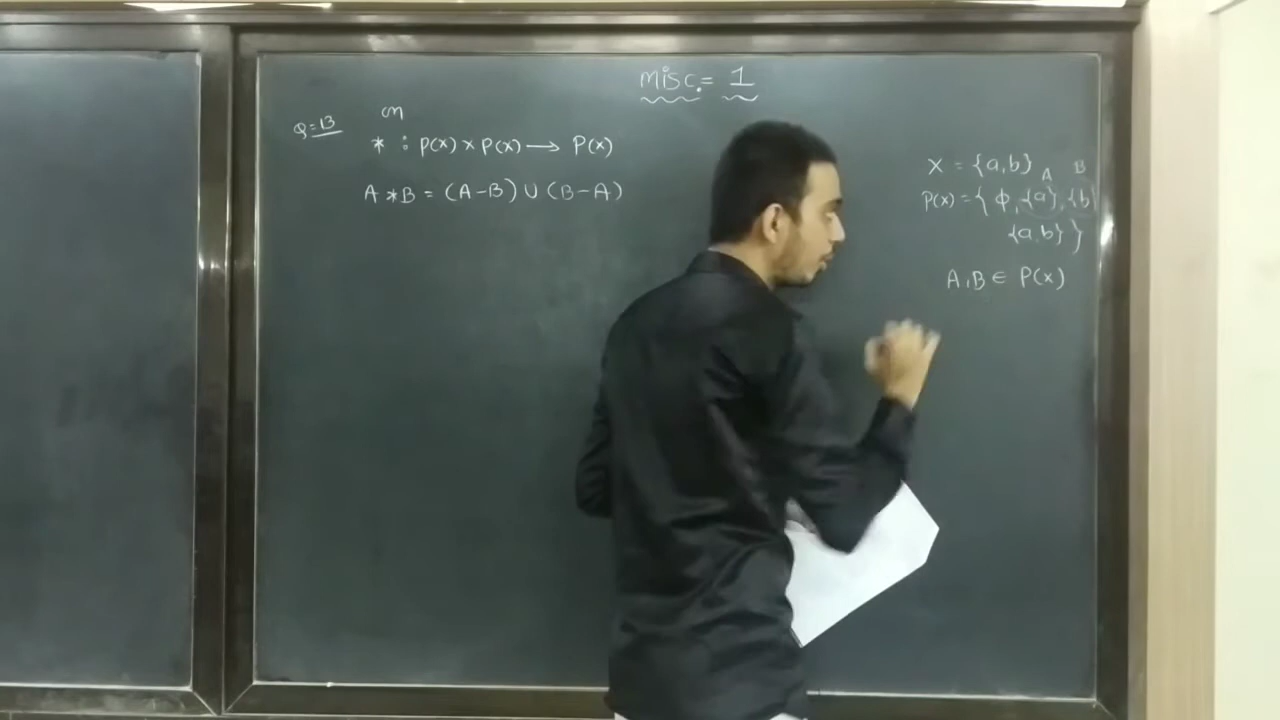 misc. = 1
Q=13
on
* : P(x) × P(x) ⟶ P(x)
A * B = (A-B) ∪ (B-A)
X = {a,b}
A B
P(x) = { ϕ, {a}, {b}
{a,b} }
A, B ∈ P(x)